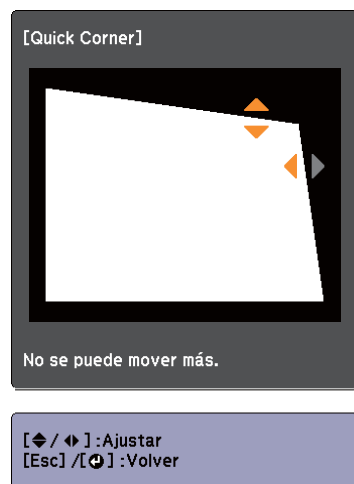 [Quick Corner]
No se puede mover más.
[ / ] :Ajustar
[Esc] /[ ] :Volver